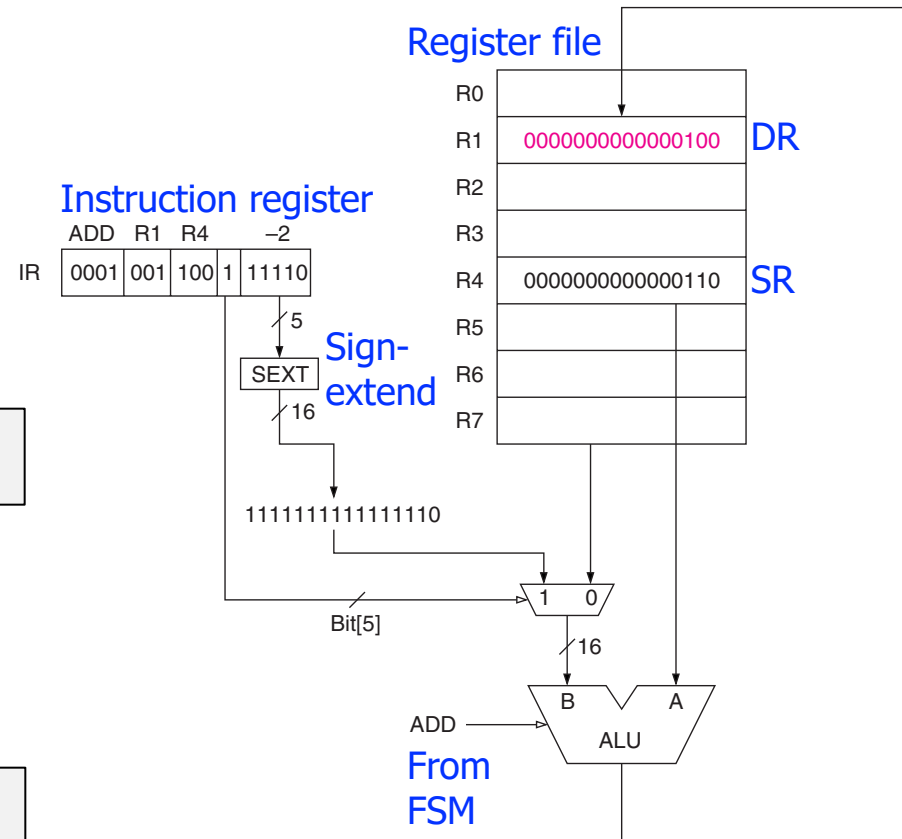 Register file
R0
R1 0000000000000100 DR
R2
Instruction register
ADD R1 R4 –2
R3
IR 0001 001 100 1 11110
R4 0000000000000110 SR
5
R5
Sign-
SEXT
extend
R6
16
R7
1111111111111110
1 0
Bit[5]
16
B A
ADD
ALU
From
FSM